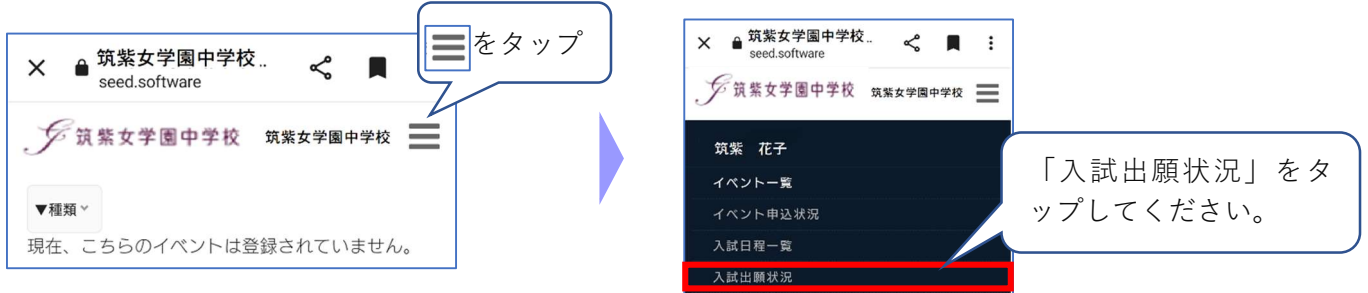 をタップ
筑紫女学園中学校..
seed.software
筑紫女学園中学校 筑紫女学園中学校
▼種類
現在、こちらのイベントは登録されていません。
筑紫女学園中学校..
seed.software
筑紫女学園中学校 筑紫女学園中学校
筑紫 花子
イベント一覧
イベント申込状況
入試日程一覧
入試出願状況
「入試出願状況」をタ
ップしてください。